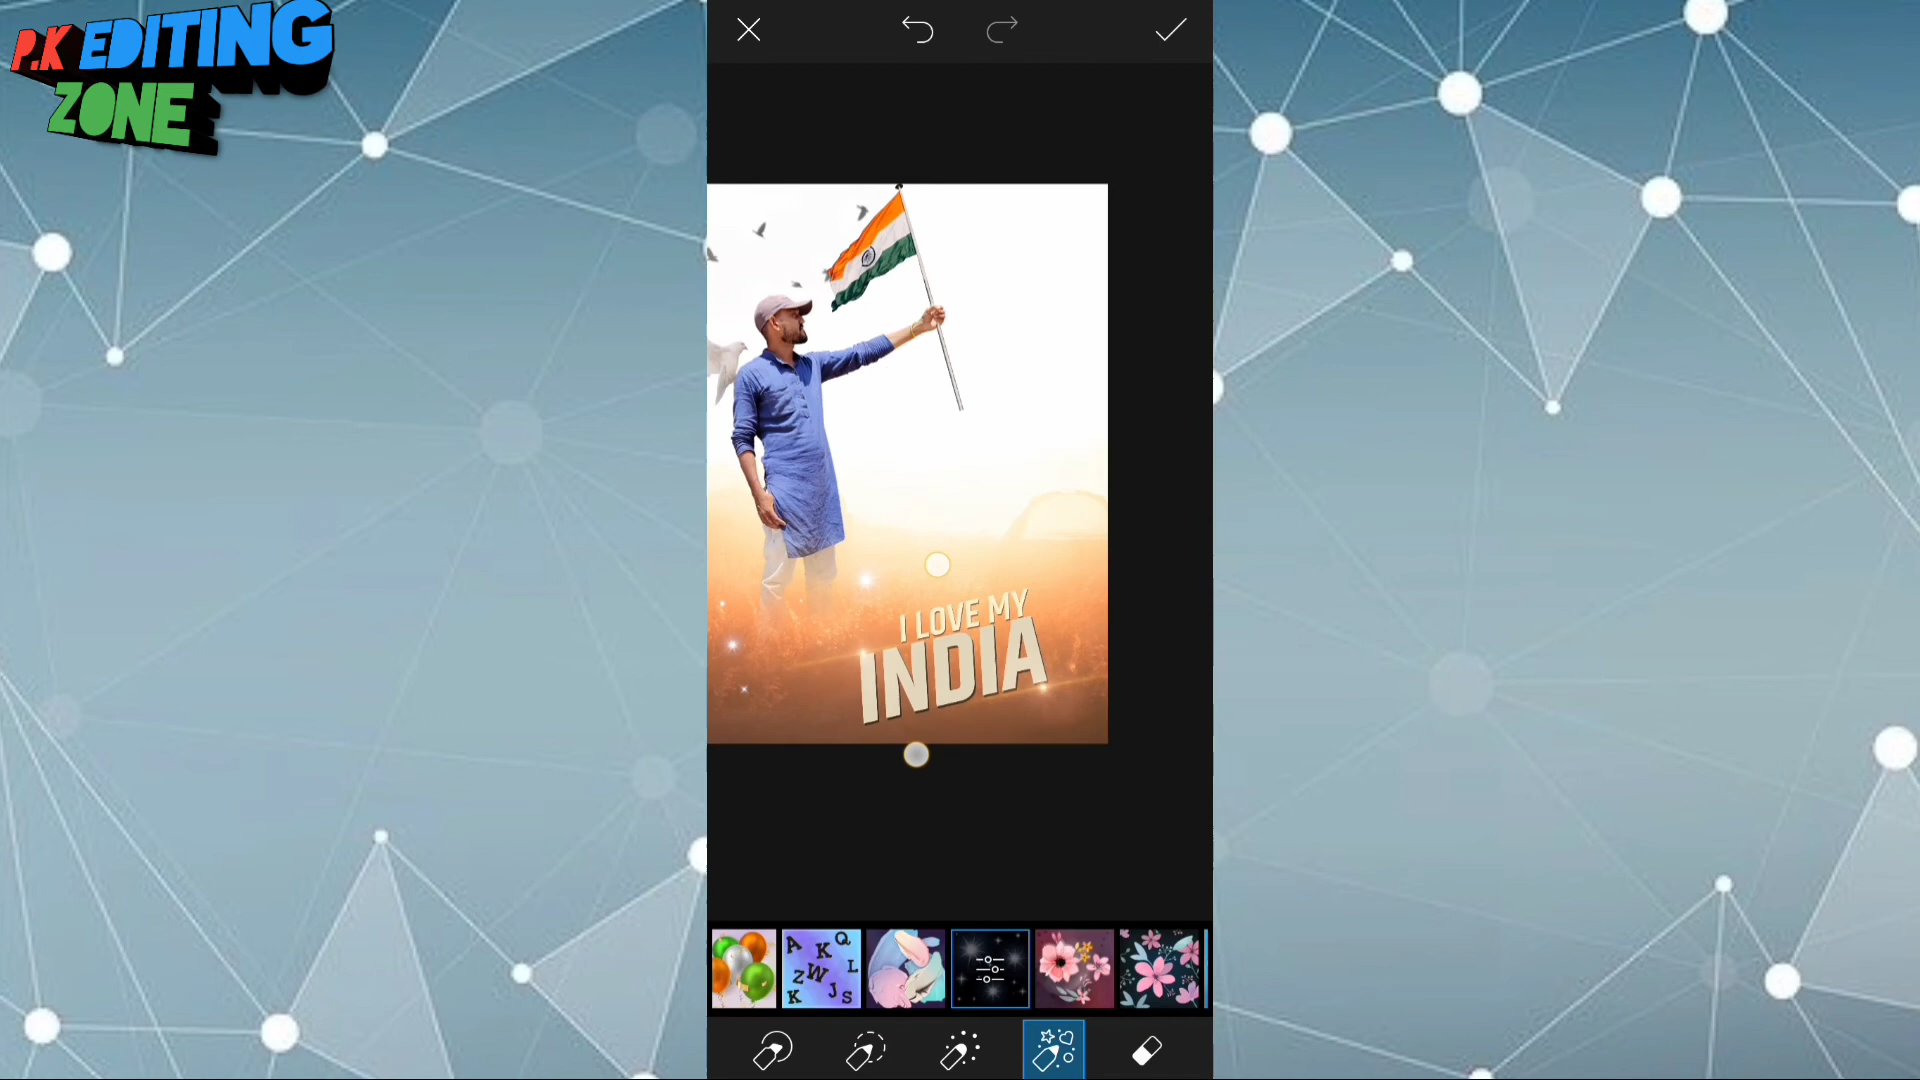 P.K EDITING
ZONE
I LOVE MY
INDIA
A K Q
Z W L
K J S